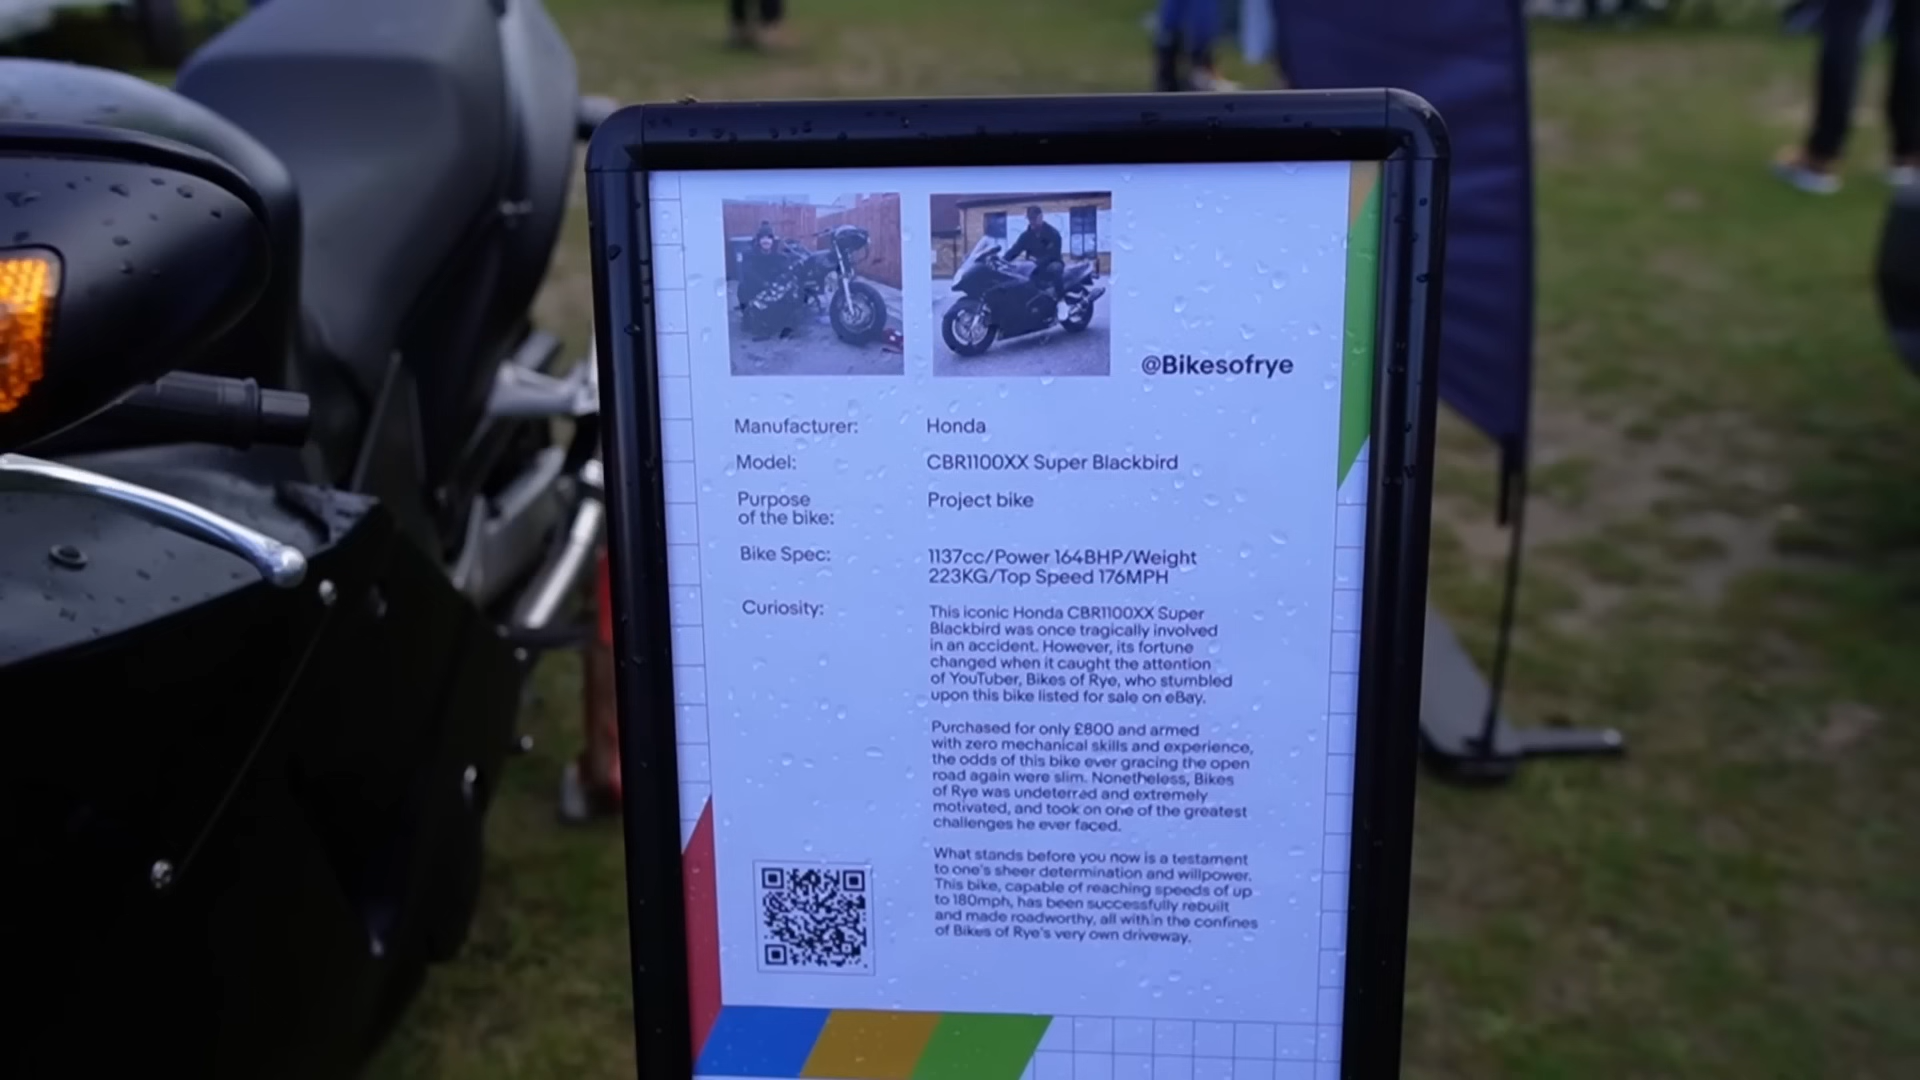 @Bikesofrye
Manufacturer: Honda
Model: CBR1100XX Super Blackbird
Purpose
of the bike: Project bike
Bike Spec: 1137cc/Power 164BHP/Weight
223KG/Top Speed 176MPH
Curiosity: This iconic Honda CBR1100XX Super
Blackbird was once tragically involved
in an accident. However, its fortune
changed when it caught the attention
of YouTuber, Bikes of Rye, who stumbled
upon this bike listed for sale on eBay.
Purchased for only £800 and armed
with zero mechanical skills and experience,
the odds of this bike ever gracing the open
road again were slim. Nonetheless, Bikes
of Rye was undeterred and extremely
motivated, and took on one of the greatest
challenges he ever faced.
What stands before you now is a testament
to one's sheer determination and willpower.
This bike, capable of reaching speeds of up
to 180mph, has been successfully rebuilt
and made roadworthy, all within the confines
of Bikes of Rye's very own driveway.